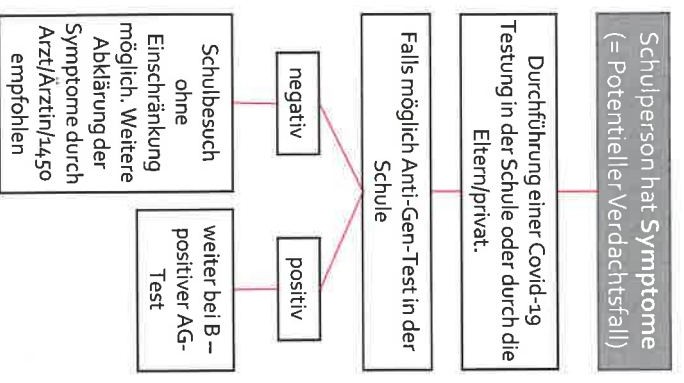 Schulperson hat Symptome
(= Potentieller Verdachtsfall)
Durchführung einer Covid-19
Testung in der Schule oder durch die
Eltern/privat.
Falls möglich Anti-Gen-Test in der
Schule
negativ
positiv
Schulbesuch
ohne
Einschränkung
möglich. Weitere
Abklärung der
Symptome durch
Arzt/Ärztin/1450
empfohlen
weiter bei B –
positiver AG-
Test